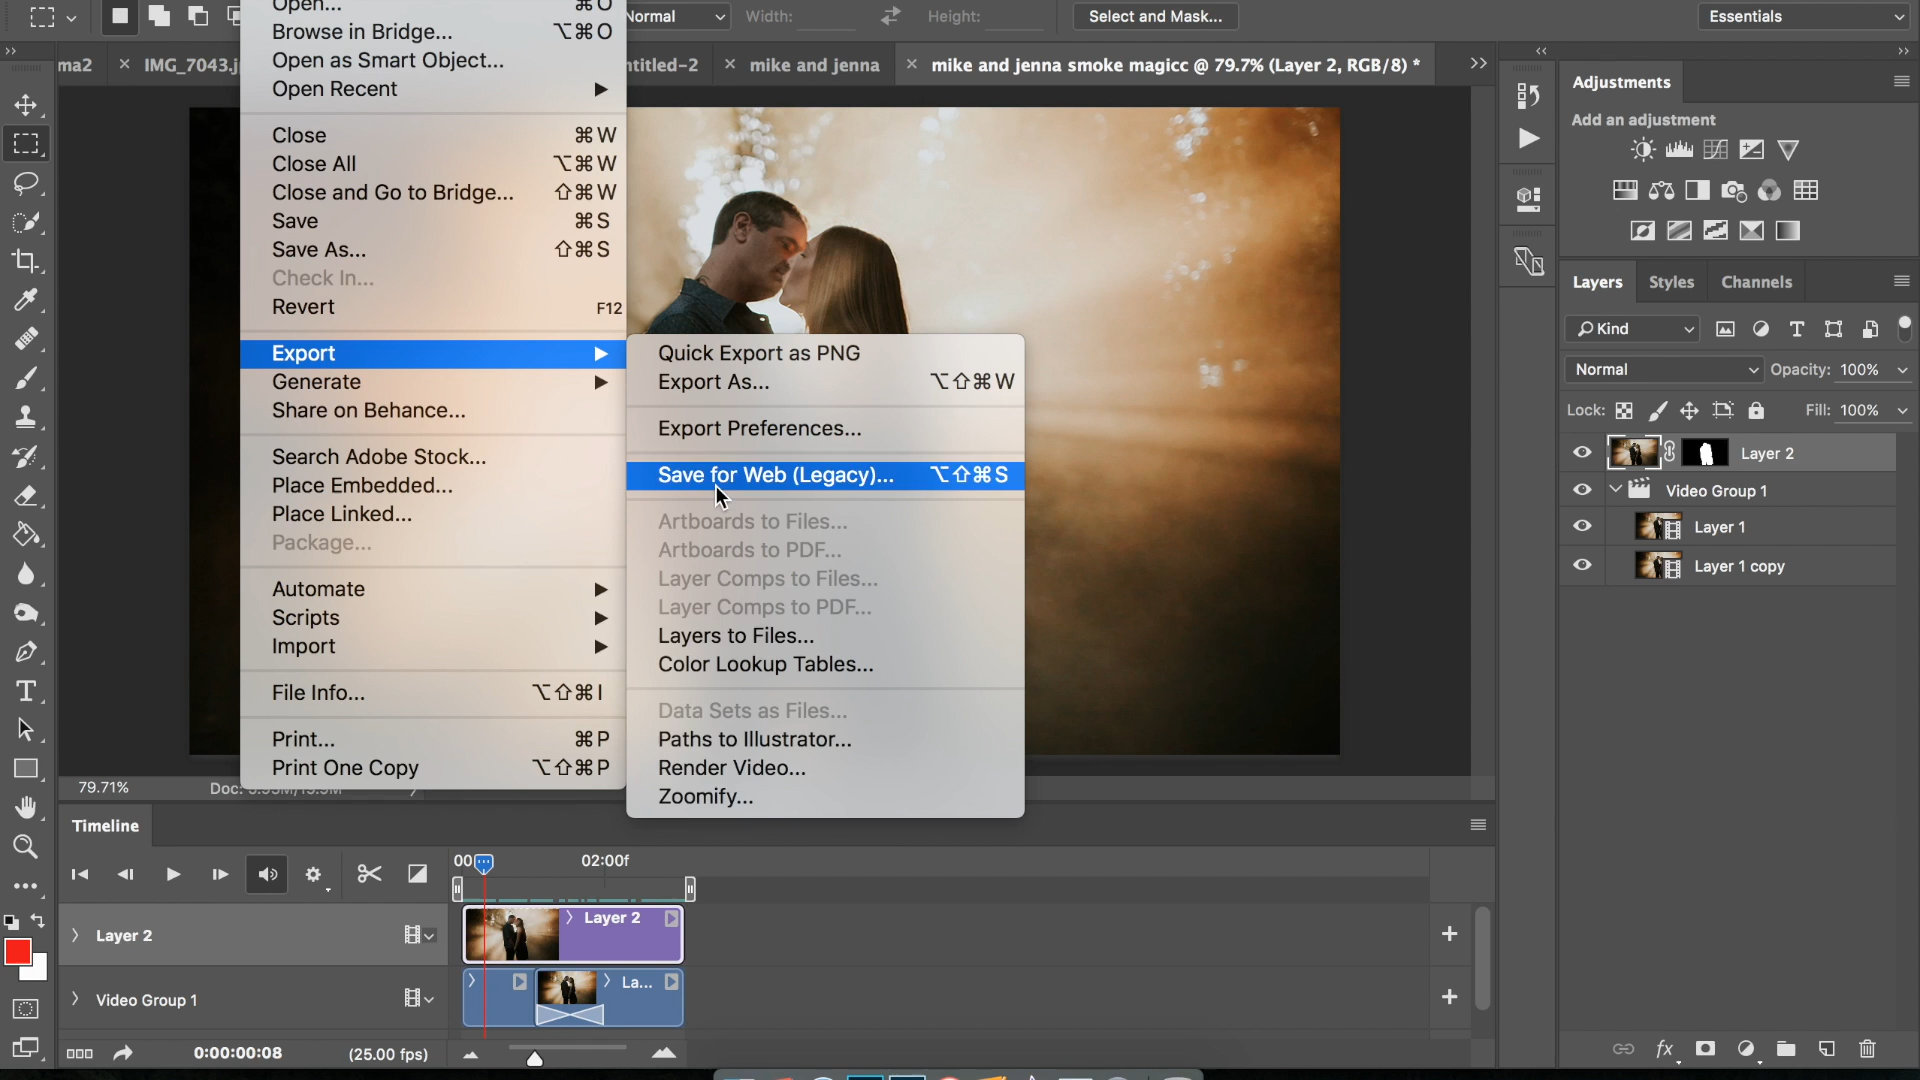 Normal
Width:
Height:
Select and Mask...
Essentials
ma2
× IMG_7043.j
ntitled-2
× mike and jenna
× mike and jenna smoke magicc @ 79.7% (Layer 2, RGB/8) *
Open... ⌘O
Browse in Bridge... ⌥⌘O
Open as Smart Object...
Open Recent
Close ⌘W
Close All ⌥⌘W
Close and Go to Bridge... ⇧⌘W
Save ⌘S
Save As... ⇧⌘S
Check In...
Revert F12
Export
Generate
Share on Behance...
Search Adobe Stock...
Place Embedded...
Place Linked...
Package...
Automate
Scripts
Import
File Info... ⌥⇧⌘I
Print... ⌘P
Print One Copy ⌥⇧⌘P
Quick Export as PNG
Export As... ⌥⇧⌘W
Export Preferences...
Save for Web (Legacy)... ⌥⇧⌘S
Artboards to Files...
Artboards to PDF...
Layer Comps to Files...
Layer Comps to PDF...
Layers to Files...
Color Lookup Tables...
Data Sets as Files...
Paths to Illustrator...
Render Video...
Zoomify...
Adjustments
Add an adjustment
Layers Styles Channels
Kind
Normal Opacity: 100%
Lock: Fill: 100%
Layer 2
Video Group 1
Layer 1
Layer 1 copy
79.71% Doc:
Timeline
00 02:00f
Layer 2
Layer 2
Video Group 1
La...
0:00:00:08 (25.00 fps)
fx